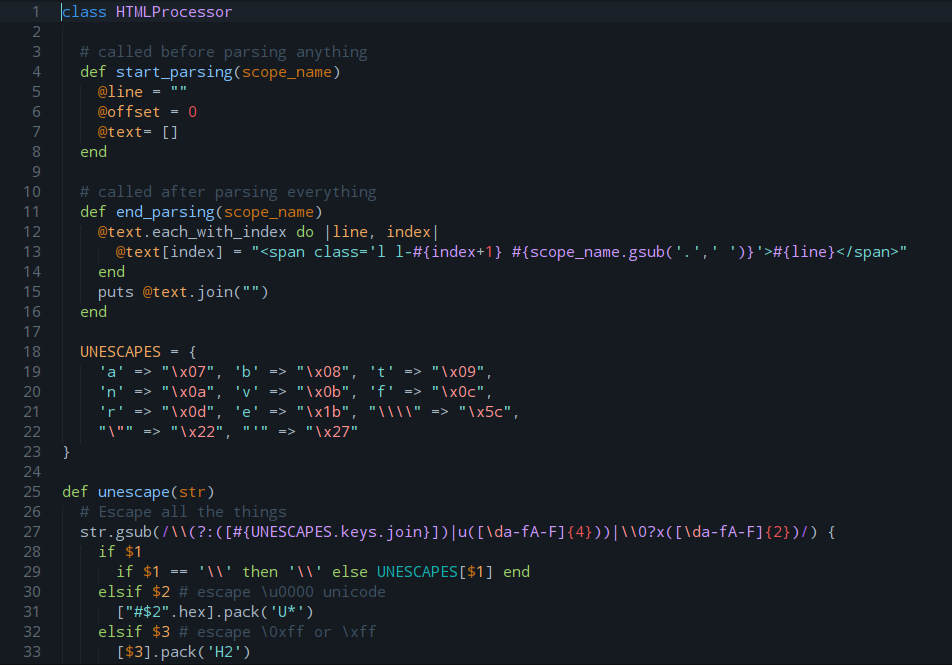 1 class HTMLProcessor
2
3   # called before parsing anything
4   def start_parsing(scope_name)
5     @line = ""
6     @offset = 0
7     @text= []
8   end
9
10   # called after parsing everything
11   def end_parsing(scope_name)
12     @text.each_with_index do |line, index|
13       @text[index] = "<span class='l l-#{index+1} #{scope_name.gsub('.',' ')}'>#{line}</span>"
14     end
15     puts @text.join("")
16   end
17
18   UNESCAPES = {
19     'a' => "\x07", 'b' => "\x08", 't' => "\x09",
20     'n' => "\x0a", 'v' => "\x0b", 'f' => "\x0c",
21     'r' => "\x0d", 'e' => "\x1b", "\\\\" => "\x5c",
22     "\"" => "\x22", "'" => "\x27"
23 }
24
25 def unescape(str)
26   # Escape all the things
27   str.gsub(/\\(?:([#{UNESCAPES.keys.join}])|u([\da-fA-F]{4}))|\\0?x([\da-fA-F]{2})/) {
28     if $1
29       if $1 == '\\' then '\\' else UNESCAPES[$1] end
30     elsif $2 # escape \u0000 unicode
31       ["#$2".hex].pack('U*')
32     elsif $3 # escape \0xff or \xff
33       [$3].pack('H2')